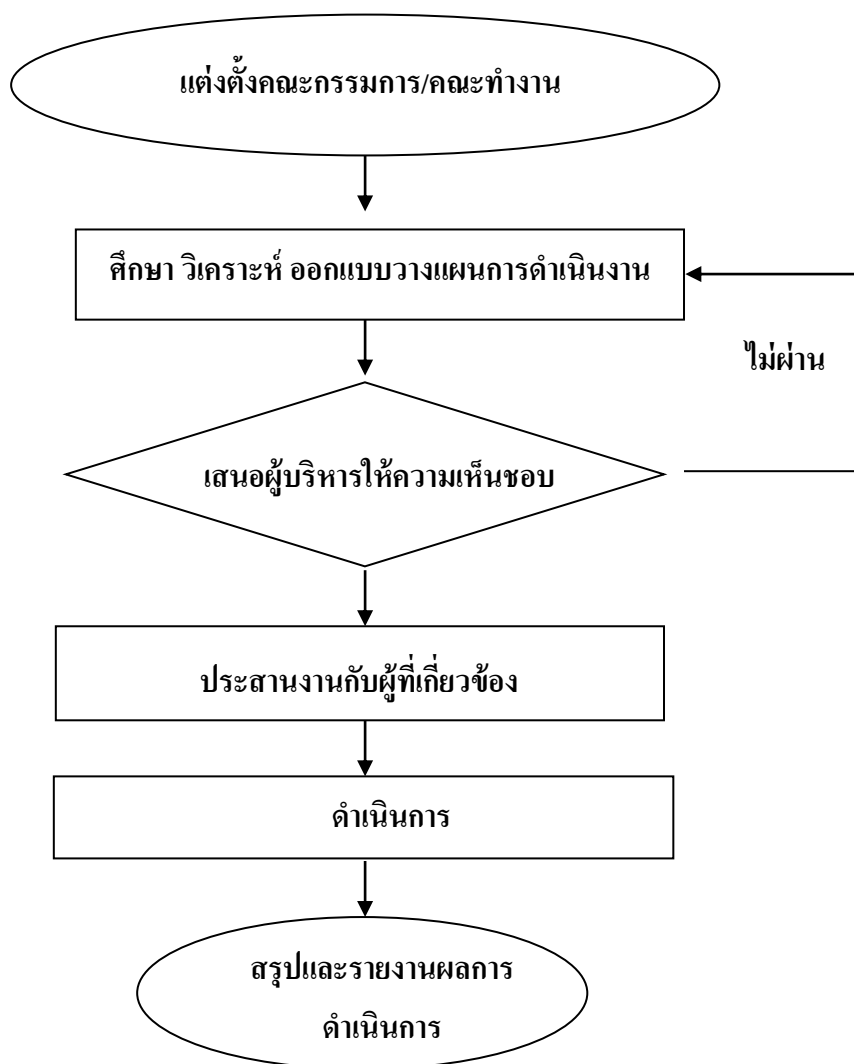 แต่งตั้งคณะกรรมการ/คณะทำงาน
ศึกษา วิเคราะห์ ออกแบบวางแผนการดำเนินงาน
ไม่ผ่าน
เสนอผู้บริหารให้ความเห็นชอบ
ประสานงานกับผู้ที่เกี่ยวข้อง
ดำเนินการ
สรุปและรายงานผลการ
ดำเนินการ